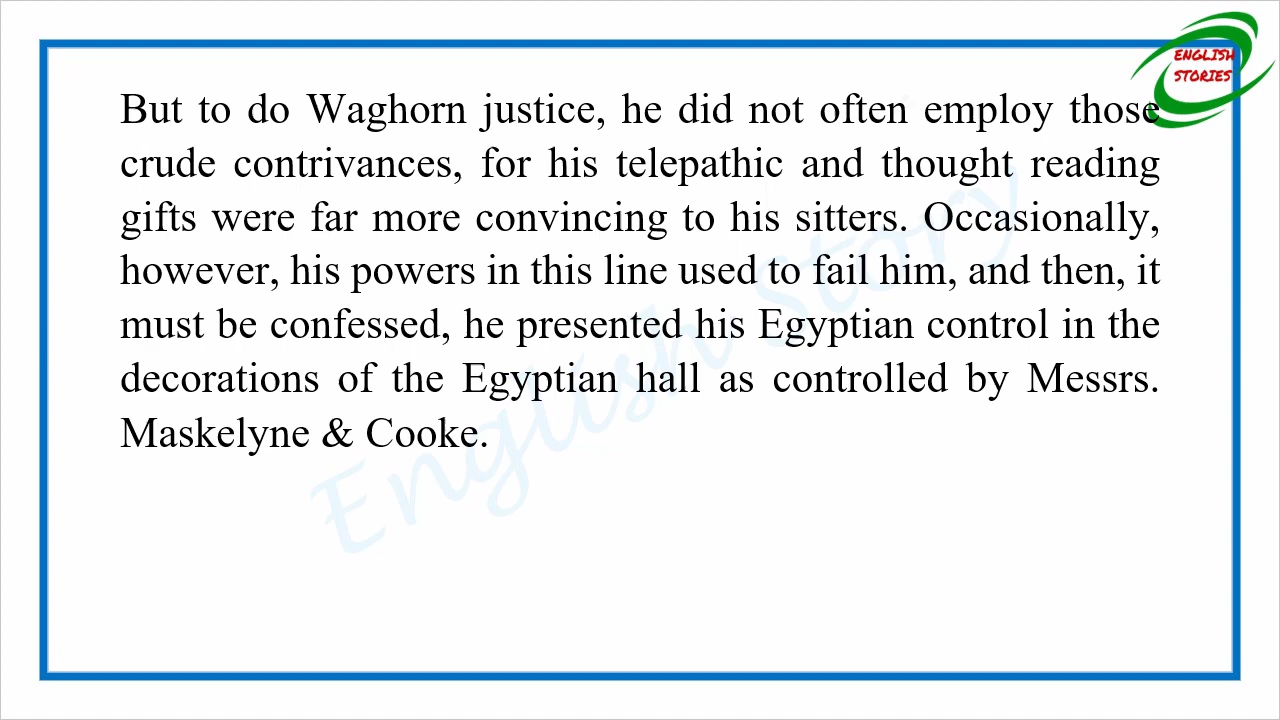 ENGLISH
STORIES
But to do Waghorn justice, he did not often employ those
crude contrivances, for his telepathic and thought reading
gifts were far more convincing to his sitters. Occasionally,
however, his powers in this line used to fail him, and then, it
must be confessed, he presented his Egyptian control in the
decorations of the Egyptian hall as controlled by Messrs.
Maskelyne & Cooke.
English Story